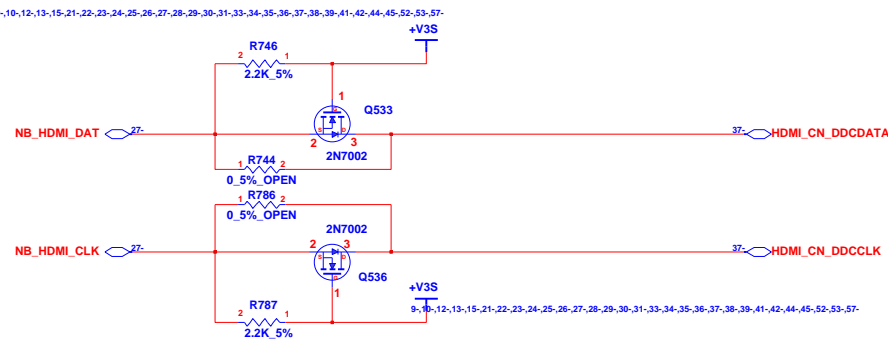 -,10-,12-,13-,15-,21-,22-,23-,24-,25-,26-,27-,28-,29-,30-,31-,33-,34-,35-,36-,37-,38-,39-,41-,42-,44-,45-,52-,53-,57-
+V3S
R746
2 1
2.2K_5%
1
Q533
S G D
NB_HDMI_DAT 27- 37- HDMI_CN_DDCDATA
2 3
2N7002
R744
1 2
0_5%_OPEN
R786
1 2
0_5%_OPEN
2N7002
NB_HDMI_CLK 27- 2 3 37- HDMI_CN_DDCCLK
S G D
Q536
1
+V3S
R787
2 1
9-,10-,12-,13-,15-,21-,22-,23-,24-,25-,26-,27-,28-,29-,30-,31-,33-,34-,35-,36-,37-,38-,39-,41-,42-,44-,45-,52-,53-,57-
2.2K_5%